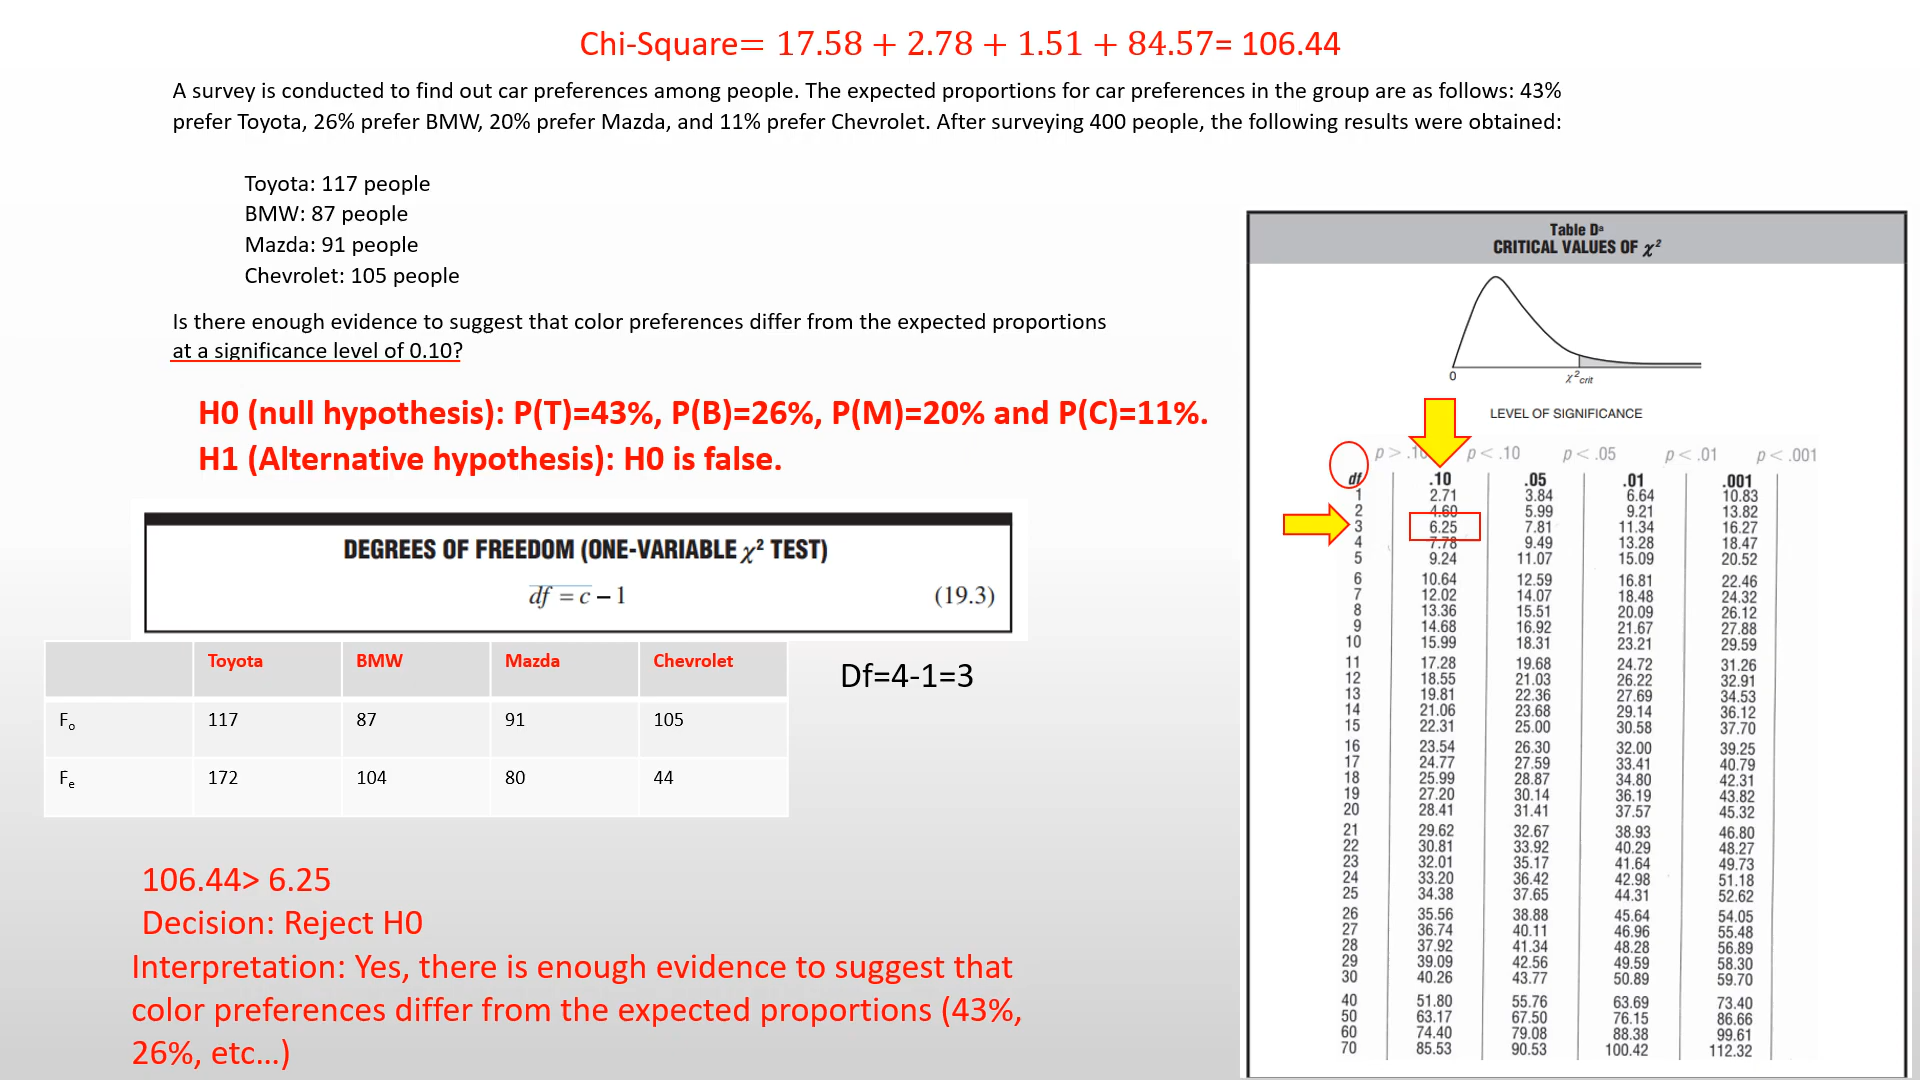 Chi-Square= 17.58 + 2.78 + 1.51 + 84.57= 106.44
A survey is conducted to find out car preferences among people. The expected proportions for car preferences in the group are as follows: 43%
prefer Toyota, 26% prefer BMW, 20% prefer Mazda, and 11% prefer Chevrolet. After surveying 400 people, the following results were obtained:
Toyota: 117 people
BMW: 87 people
Mazda: 91 people
Chevrolet: 105 people
Is there enough evidence to suggest that color preferences differ from the expected proportions
at a significance level of 0.10?
H0 (null hypothesis): P(T)=43%, P(B)=26%, P(M)=20% and P(C)=11%.
H1 (Alternative hypothesis): H0 is false.
DEGREES OF FREEDOM (ONE-VARIABLE χ² TEST)
df = c – 1 (19.3)
Toyota BMW Mazda Chevrolet
Fo 117 87 91 105
Fe 172 104 80 44
Df=4-1=3
106.44> 6.25
Decision: Reject H0
Interpretation: Yes, there is enough evidence to suggest that
color preferences differ from the expected proportions (43%,
26%, etc...)
Table Dᵃ
CRITICAL VALUES OF χ²
0 χ²crit
LEVEL OF SIGNIFICANCE
p > .10 p < .10 p < .05 p < .01 p < .001
df .10 .05 .01 .001
1 2.71 3.84 6.64 10.83
2 4.60 5.99 9.21 13.82
3 6.25 7.81 11.34 16.27
4 7.78 9.49 13.28 18.47
5 9.24 11.07 15.09 20.52
6 10.64 12.59 16.81 22.46
7 12.02 14.07 18.48 24.32
8 13.36 15.51 20.09 26.12
9 14.68 16.92 21.67 27.88
10 15.99 18.31 23.21 29.59
11 17.28 19.68 24.72 31.26
12 18.55 21.03 26.22 32.91
13 19.81 22.36 27.69 34.53
14 21.06 23.68 29.14 36.12
15 22.31 25.00 30.58 37.70
16 23.54 26.30 32.00 39.25
17 24.77 27.59 33.41 40.79
18 25.99 28.87 34.80 42.31
19 27.20 30.14 36.19 43.82
20 28.41 31.41 37.57 45.32
21 29.62 32.67 38.93 46.80
22 30.81 33.92 40.29 48.27
23 32.01 35.17 41.64 49.73
24 33.20 36.42 42.98 51.18
25 34.38 37.65 44.31 52.62
26 35.56 38.88 45.64 54.05
27 36.74 40.11 46.96 55.48
28 37.92 41.34 48.28 56.89
29 39.09 42.56 49.59 58.30
30 40.26 43.77 50.89 59.70
40 51.80 55.76 63.69 73.40
50 63.17 67.50 76.15 86.66
60 74.40 79.08 88.38 99.61
70 85.53 90.53 100.42 112.32